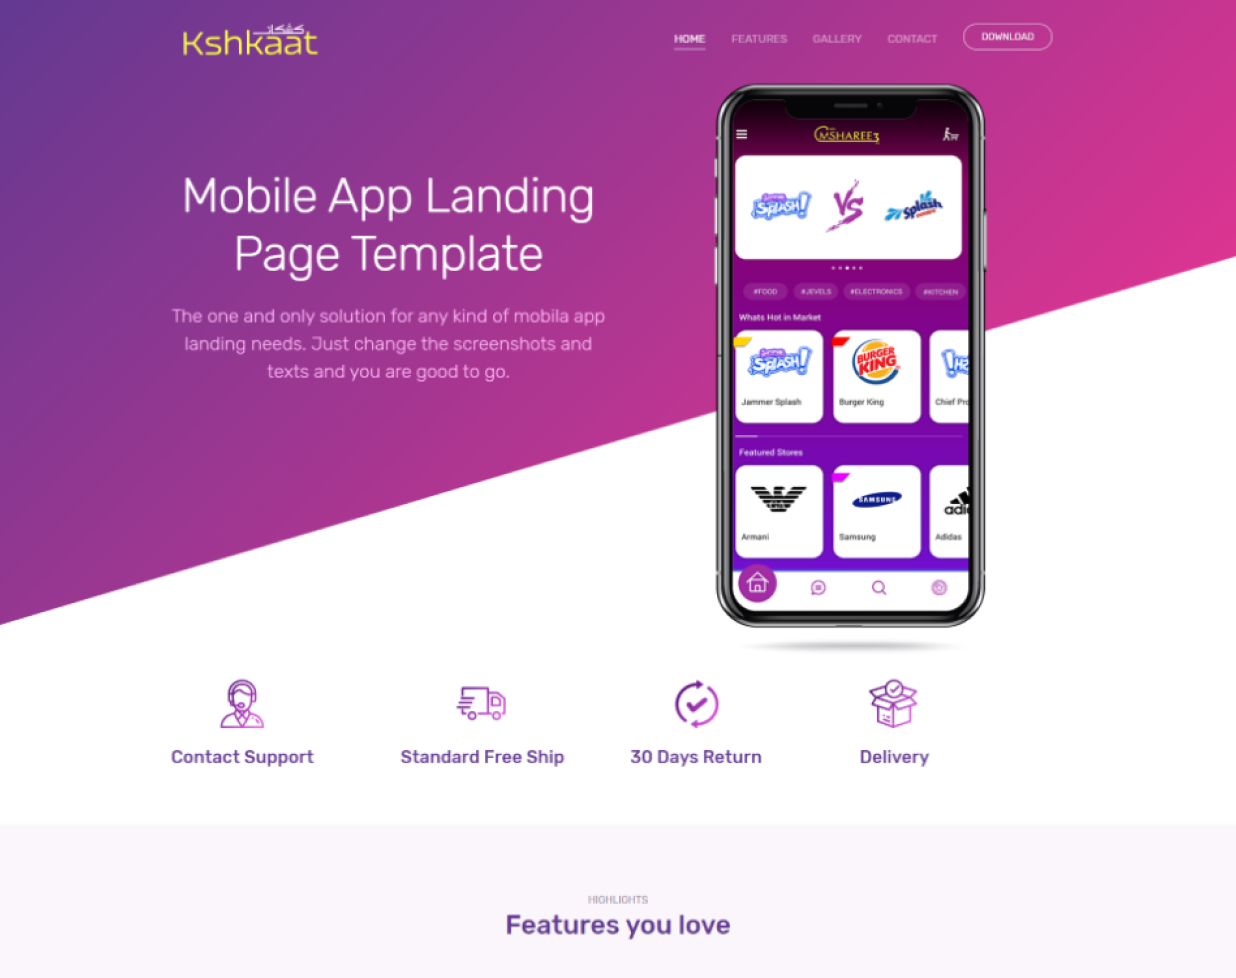 كشكات
Kshkaat
HOME FEATURES GALLERY CONTACT DOWNLOAD
Mobile App Landing
Page Template
The one and only solution for any kind of mobila app
landing needs. Just change the screenshots and
texts and you are good to go.
MSHAREE3
SPLASH! VS Splash
#FOOD #JEVELS #ELECTRONICS #KITCHEN
Whats Hot in Market
SPLASH! BURGER KING
Jammer Splash Burger King Chief Pro
Featured Stores
SAMSUNG adid
Armani Samsung Adidas
Contact Support Standard Free Ship 30 Days Return Delivery
HIGHLIGHTS
Features you love